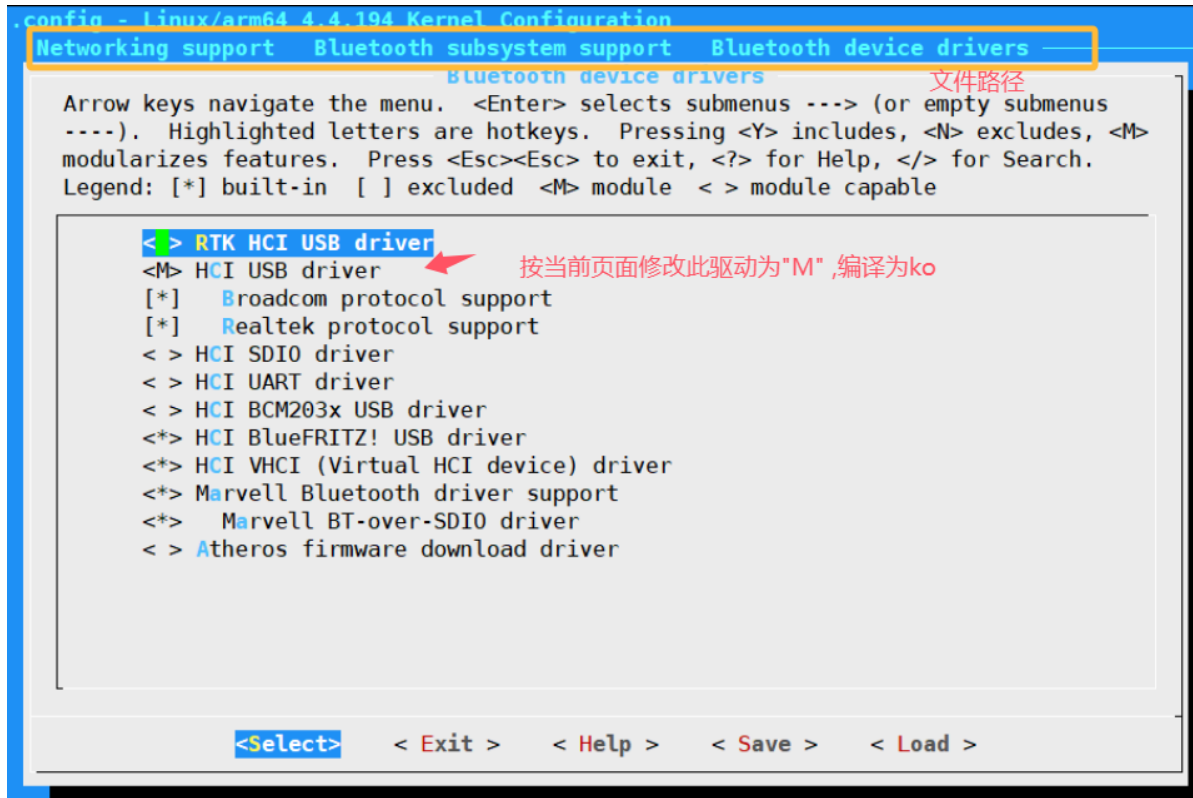 .config - Linux/arm64 4.4.194 Kernel Configuration
Networking support   Bluetooth subsystem support   Bluetooth device drivers
Bluetooth device drivers
文件路径
Arrow keys navigate the menu.  <Enter> selects submenus ---> (or empty submenus
----).  Highlighted letters are hotkeys.  Pressing <Y> includes, <N> excludes, <M>
modularizes features.  Press <Esc><Esc> to exit, <?> for Help, </> for Search.
Legend: [*] built-in  [ ] excluded  <M> module  < > module capable
< > RTK HCI USB driver
<M> HCI USB driver
按当前页面修改此驱动为"M" ,编译为ko
[*]   Broadcom protocol support
[*]   Realtek protocol support
< > HCI SDIO driver
< > HCI UART driver
< > HCI BCM203x USB driver
<*> HCI BlueFRITZ! USB driver
<*> HCI VHCI (Virtual HCI device) driver
<*> Marvell Bluetooth driver support
<*>   Marvell BT-over-SDIO driver
< > Atheros firmware download driver
<Select>    < Exit >    < Help >    < Save >    < Load >